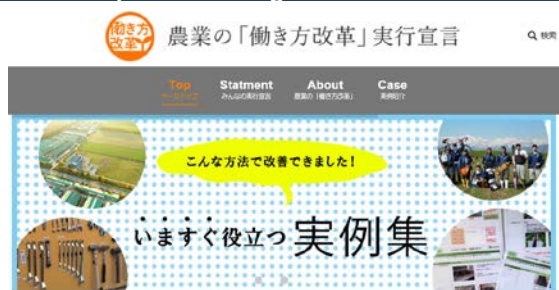 働き方
改革
農業の「働き方改革」実行宣言
検索
Top
Statment
About
Case
ページトップ
みんなの実行宣言
農業の「働き方改革」
実例紹介
こんな方法で改善できました！
いますぐ役立つ実例集